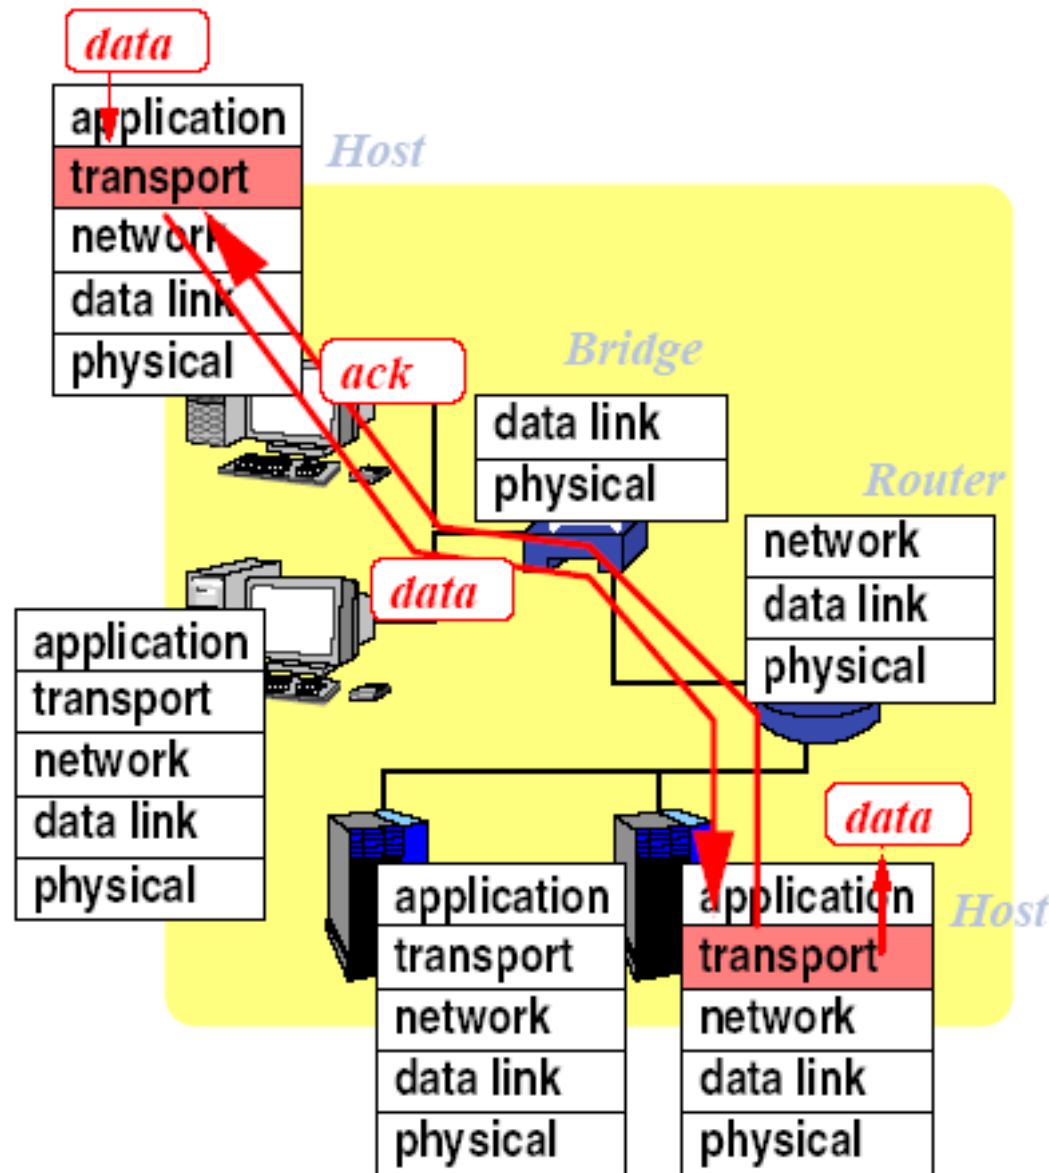 data
application
Host
transport
network
data link
physical
ack
Bridge
data link
physical
Router
network
data link
physical
data
application
transport
network
data link
physical
data
application
transport
network
data link
physical
application
Host
transport
network
data link
physical